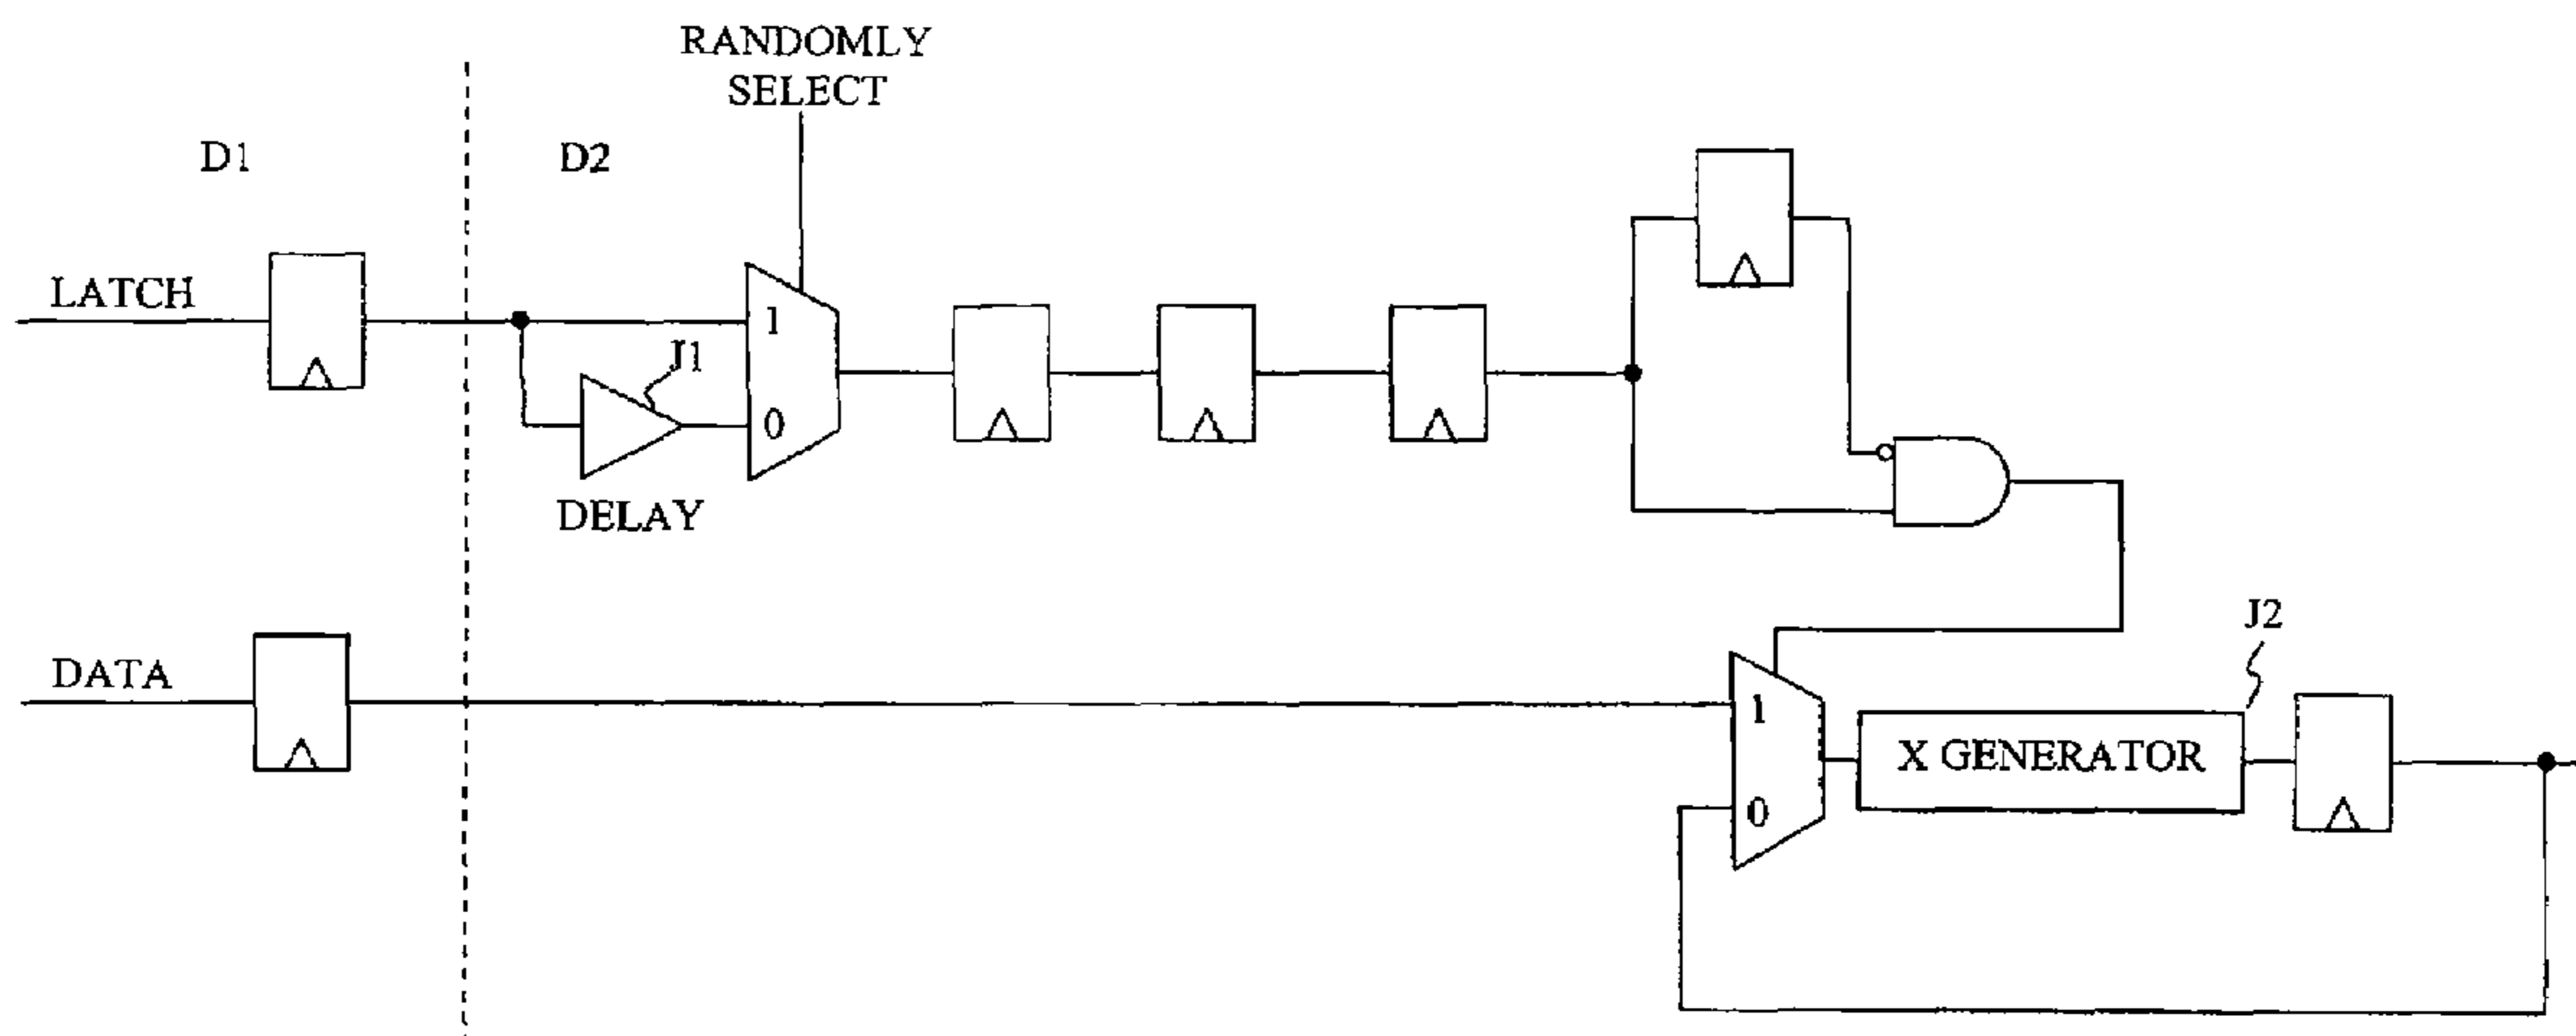 RANDOMLY
SELECT
D1
D2
LATCH
1
J1
0
DELAY
DATA
J2
1
X GENERATOR
0